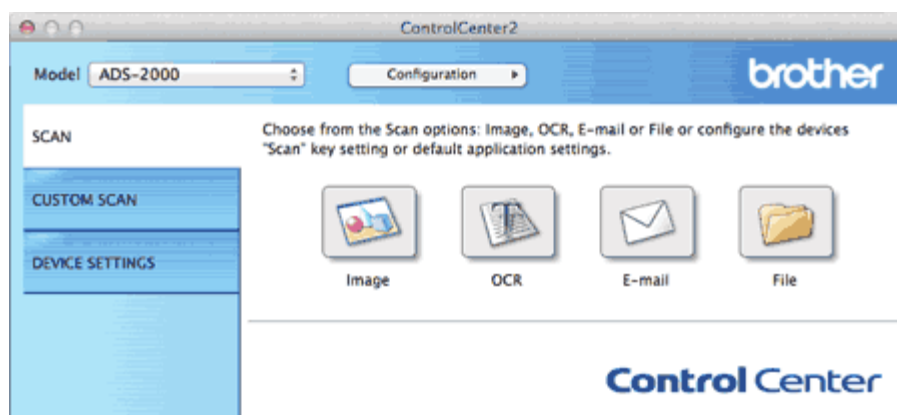 ControlCenter2
Model ADS-2000 Configuration brother
SCAN
Choose from the Scan options: Image, OCR, E-mail or File or configure the devices
"Scan" key setting or default application settings.
CUSTOM SCAN
DEVICE SETTINGS
Image OCR E-mail File
Control Center